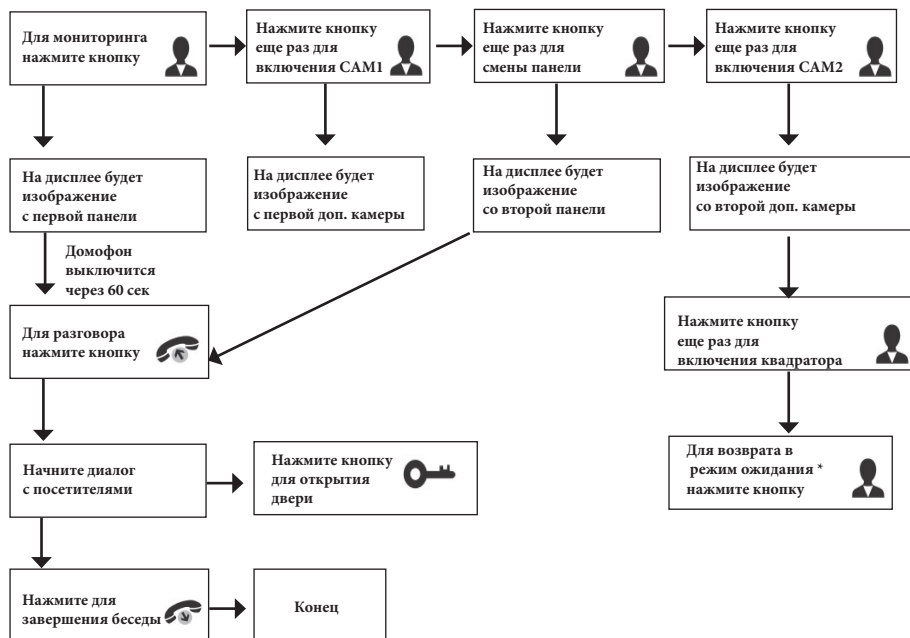 Для мониторинга
нажмите кнопку
Нажмите кнопку
еще раз для
включения CAM1
Нажмите кнопку
еще раз для
смены панели
Нажмите кнопку
еще раз для
включения CAM2
На дисплее будет
изображение
с первой панели
На дисплее будет
изображение
с первой доп. камеры
На дисплее будет
изображение
со второй панели
На дисплее будет
изображение
со второй доп. камеры
Домофон
выключится
через 60 сек
Для разговора
нажмите кнопку
Нажмите кнопку
еще раз для
включения квадратора
Начните диалог
с посетителями
Нажмите кнопку
для открытия
двери
Для возврата в
режим ожидания *
нажмите кнопку
Нажмите для
завершения беседы
Конец